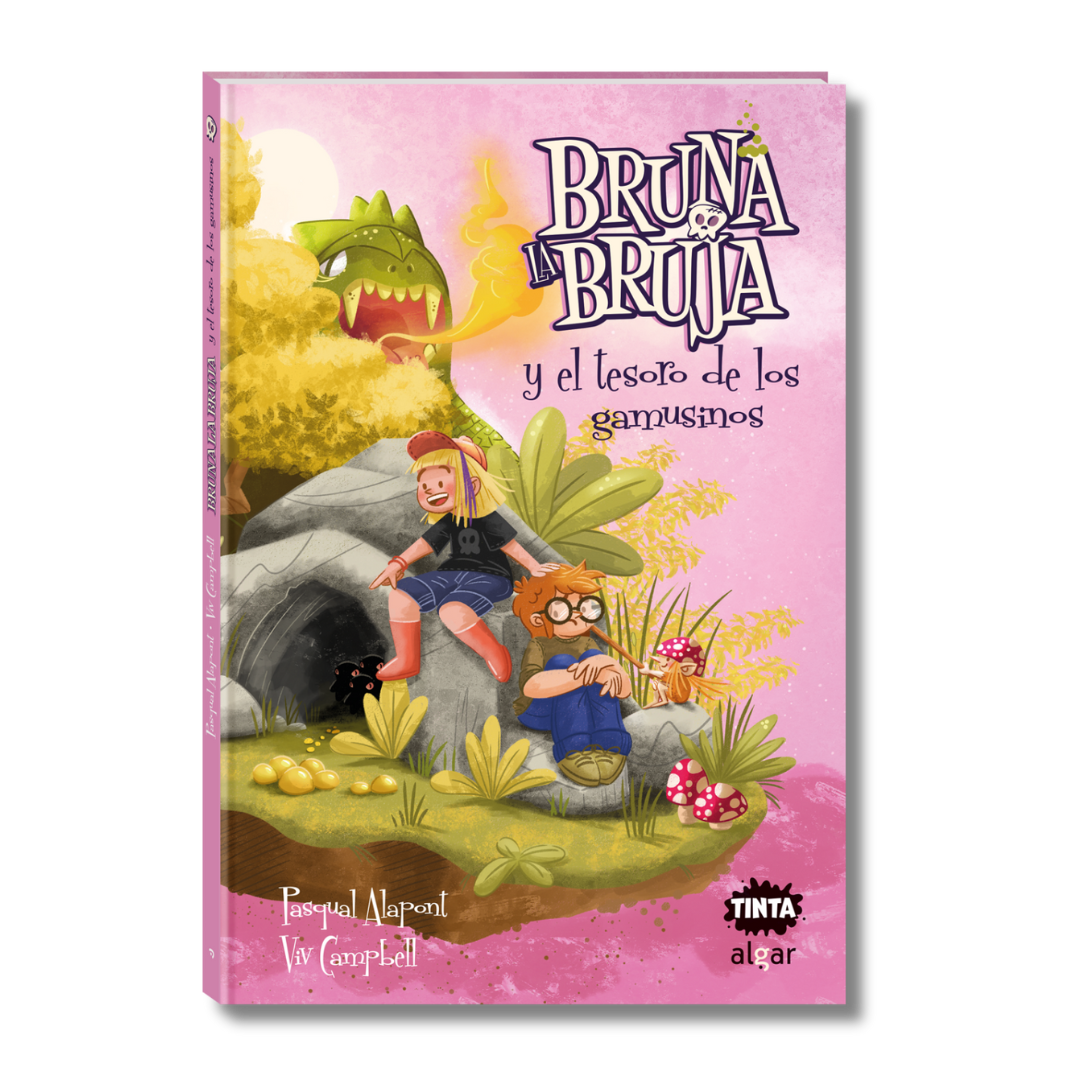 BRUNA
LA
BRUJA
y el tesoro de los
gamusinos
Pasqual Alapont
Viv Campbell
TINTA
algar
Pasqual Alapont · Viv Campbell BRUNA LA BRUJA y el tesoro de los gamusinos